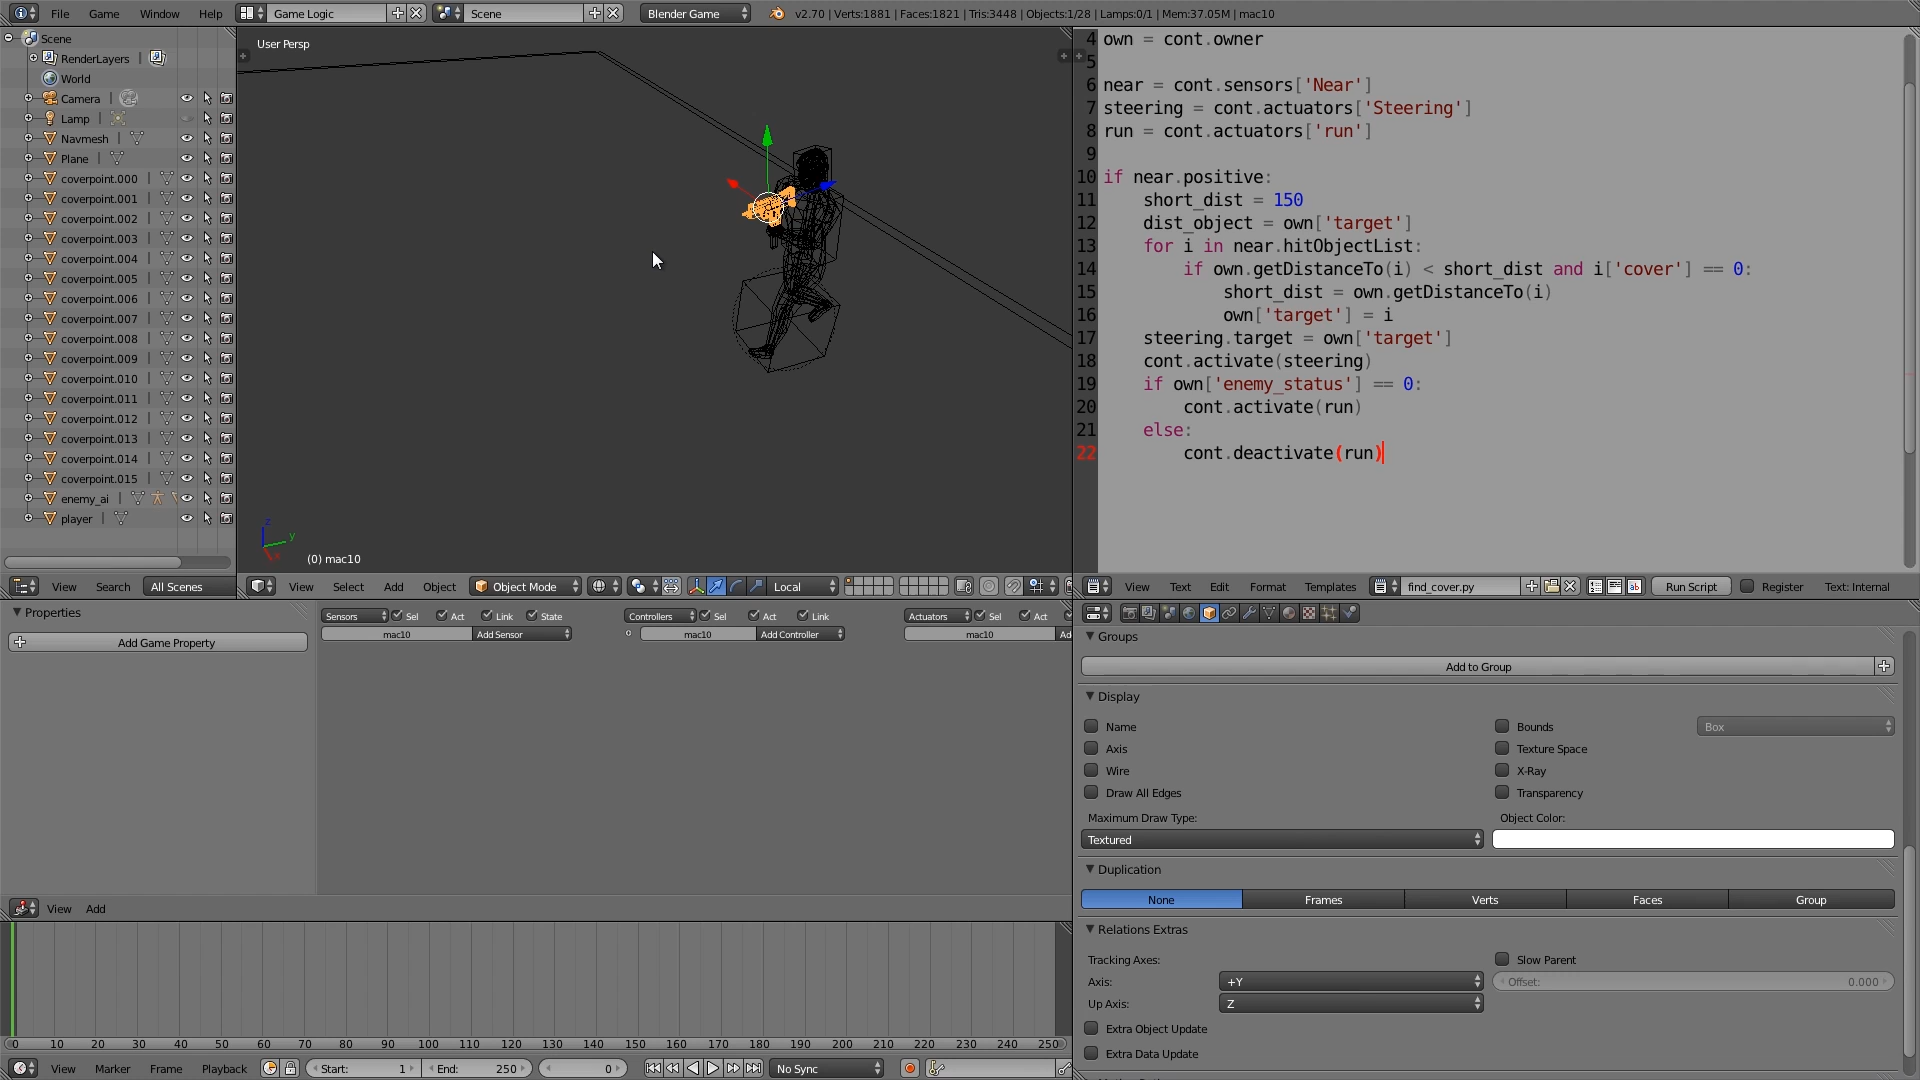 File Game Window Help Game Logic Scene Blender Game v2.70 | Verts:1881 | Faces:1821 | Tris:3448 | Objects:1/28 | Lamps:0/1 | Mem:37.05M | mac10
Scene
RenderLayers
World
Camera
Lamp
Navmesh
Plane
coverpoint.000
coverpoint.001
coverpoint.002
coverpoint.003
coverpoint.004
coverpoint.005
coverpoint.006
coverpoint.007
coverpoint.008
coverpoint.009
coverpoint.010
coverpoint.011
coverpoint.012
coverpoint.013
coverpoint.014
coverpoint.015
enemy_ai
player
View Search All Scenes
User Persp
z
y
x
(0) mac10
View Select Add Object Object Mode Local
4 own = cont.owner
5
6 near = cont.sensors['Near']
7 steering = cont.actuators['Steering']
8 run = cont.actuators['run']
9
10 if near.positive:
11 short_dist = 150
12 dist_object = own['target']
13 for i in near.hitObjectList:
14 if own.getDistanceTo(i) < short_dist and i['cover'] == 0:
15 short_dist = own.getDistanceTo(i)
16 own['target'] = i
17 steering.target = own['target']
18 cont.activate(steering)
19 if own['enemy_status'] == 0:
20 cont.activate(run)
21 else:
22 cont.deactivate(run)
View Text Edit Format Templates find_cover.py Run Script Register Text: Internal
Properties
Add Game Property
Sensors Sel Act Link State Controllers Sel Act Link Actuators Sel Act
mac10 Add Sensor mac10 Add Controller mac10 Ad
View Add
0 10 20 30 40 50 60 70 80 90 100 110 120 130 140 150 160 170 180 190 200 210 220 230 240 250
View Marker Frame Playback Start: 1 End: 250 0 No Sync
Groups
Add to Group
Display
Name Bounds Box
Axis Texture Space
Wire X-Ray
Draw All Edges Transparency
Maximum Draw Type: Object Color:
Textured
Duplication
None Frames Verts Faces Group
Relations Extras
Tracking Axes: Slow Parent
Axis: +Y Offset: 0.000
Up Axis: Z
Extra Object Update
Extra Data Update